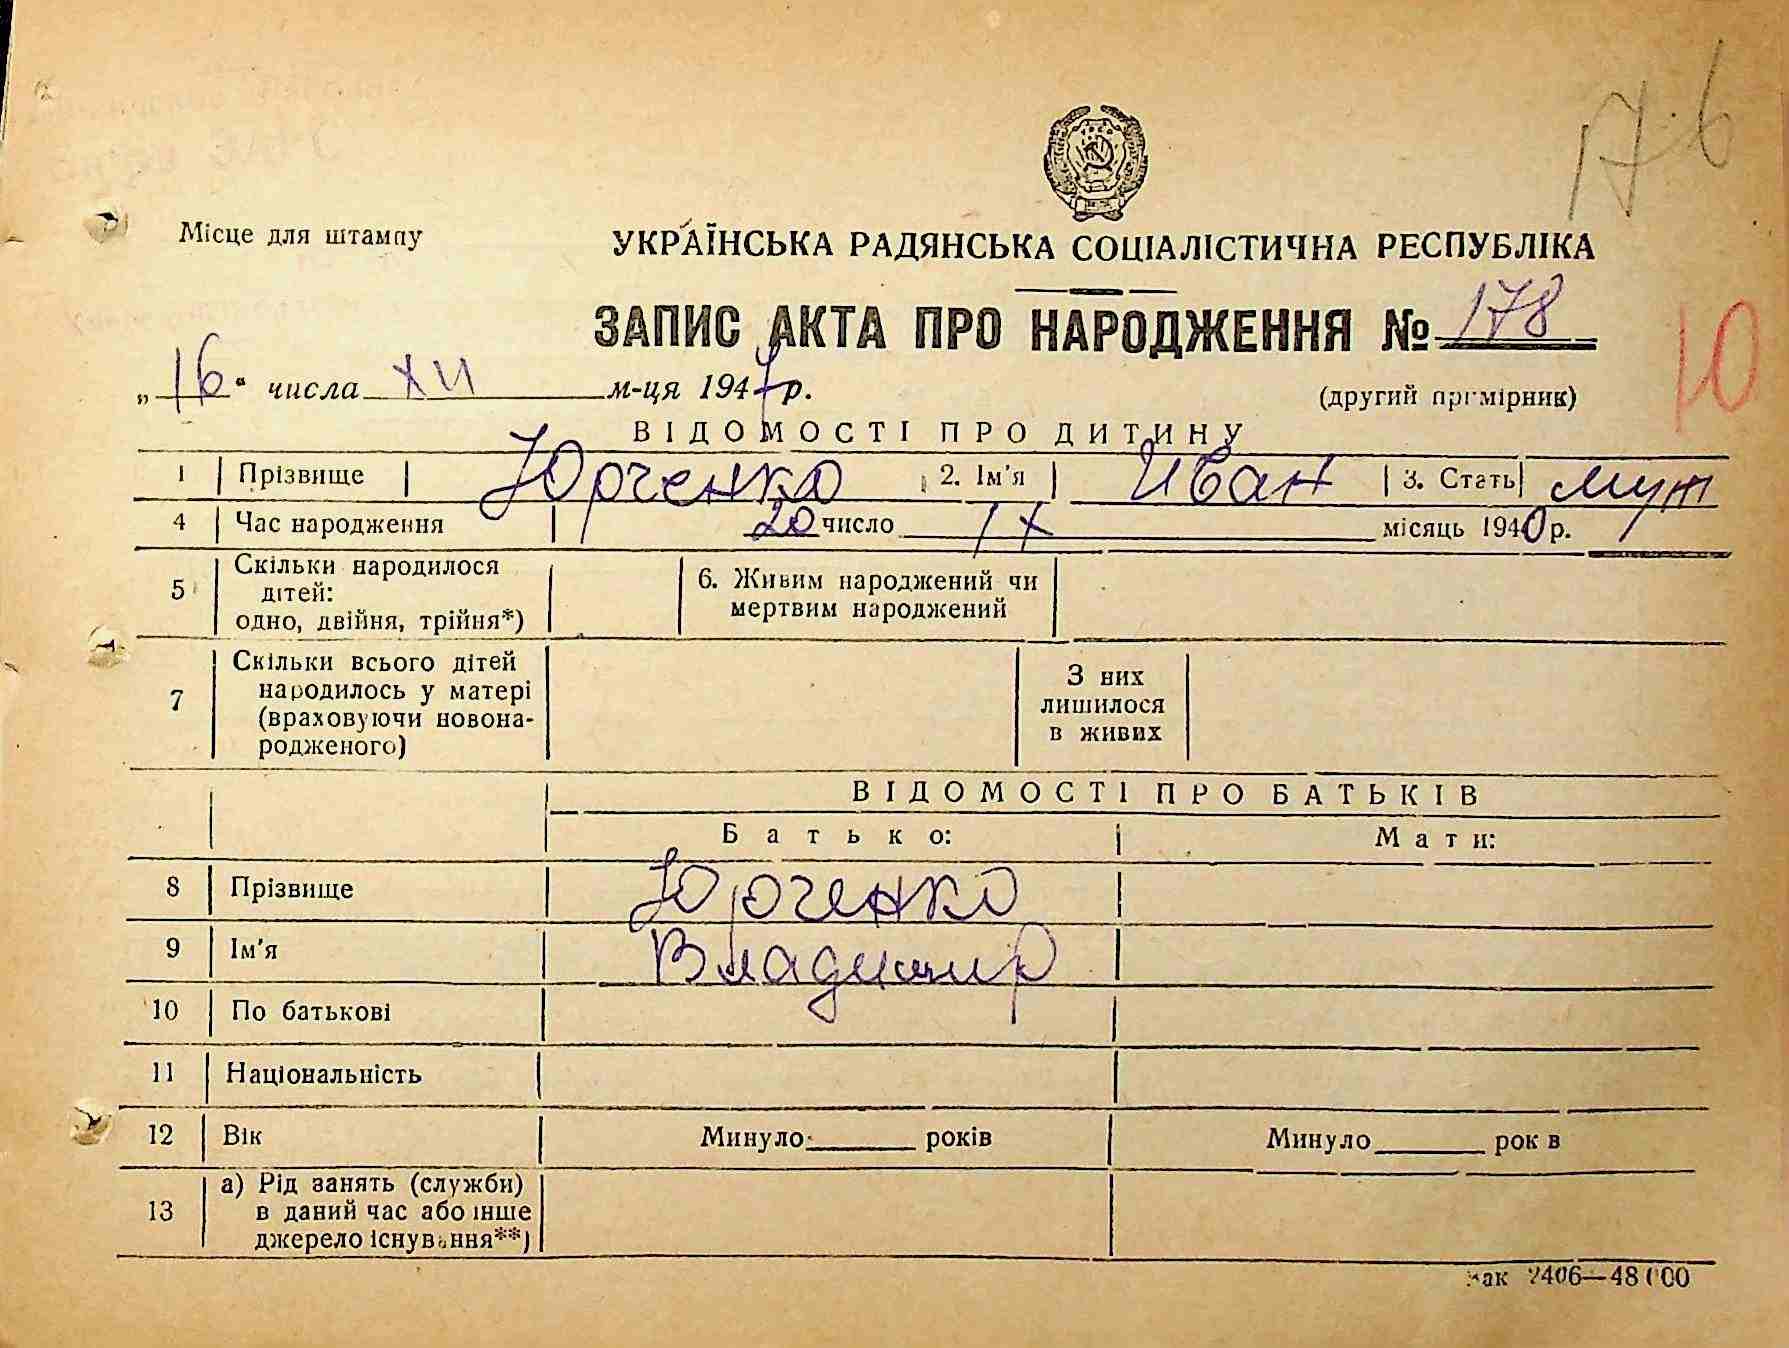 176
Місце для штампу
УКРАЇНСЬКА РАДЯНСЬКА СОЦІАЛІСТИЧНА РЕСПУБЛІКА
ЗАПИС АКТА ПРО НАРОДЖЕННЯ № 178
Ю
„16“ числа XII м-ця 1947 р.
(другий примірник)
ВІДОМОСТІ ПРО ДИТИНУ
1 Прізвище Юрченко 2. Ім'я Иван 3. Стать муж
4 Час народження 20 число IX місяць 1940 р.
5 Скільки народилося дітей: одно, двійня, трійня*) 6. Живим народжений чи мертвим народжений
7 Скільки всього дітей народилось у матері (враховуючи новонародженого) З них лишилося в живих
ВІДОМОСТІ ПРО БАТЬКІВ
Батько: Мати:
8 Прізвище Юрченко
9 Ім'я Владимир
10 По батькові
11 Національність
12 Вік Минуло ____ років Минуло ____ рок в
13 а) Рід занять (служби) в даний час або інше джерело існування**)
Зак 2406—48 000